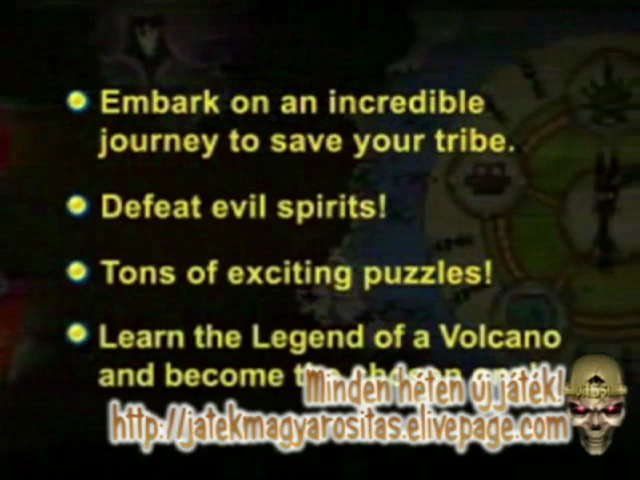 Embark on an incredible
journey to save your tribe.
Defeat evil spirits!
Tons of exciting puzzles!
Learn the Legend of a Volcano
and become
Minden héten új játék!
http://jatekmagyarositas.elivepage.com